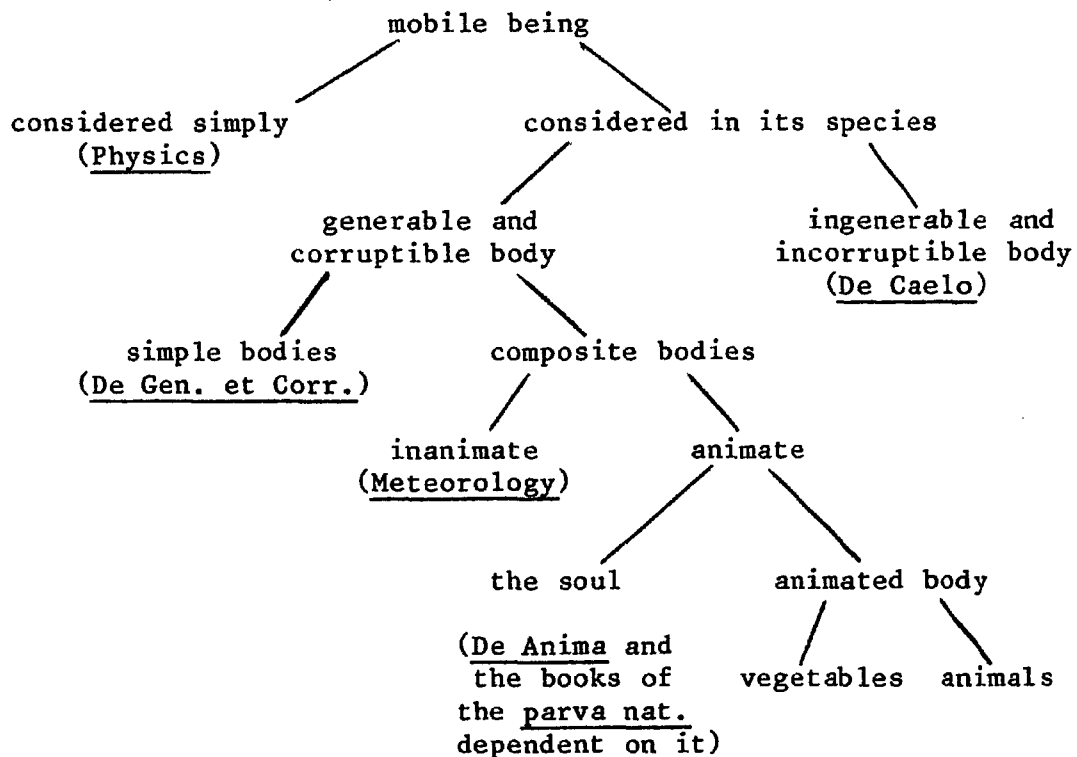 mobile being
considered simply
(Physics)
considered in its species
generable and
corruptible body
ingenerable and
incorruptible body
(De Caelo)
simple bodies
(De Gen. et Corr.)
composite bodies
inanimate
(Meteorology)
animate
the soul
(De Anima and
the books of
the parva nat.
dependent on it)
animated body
vegetables
animals